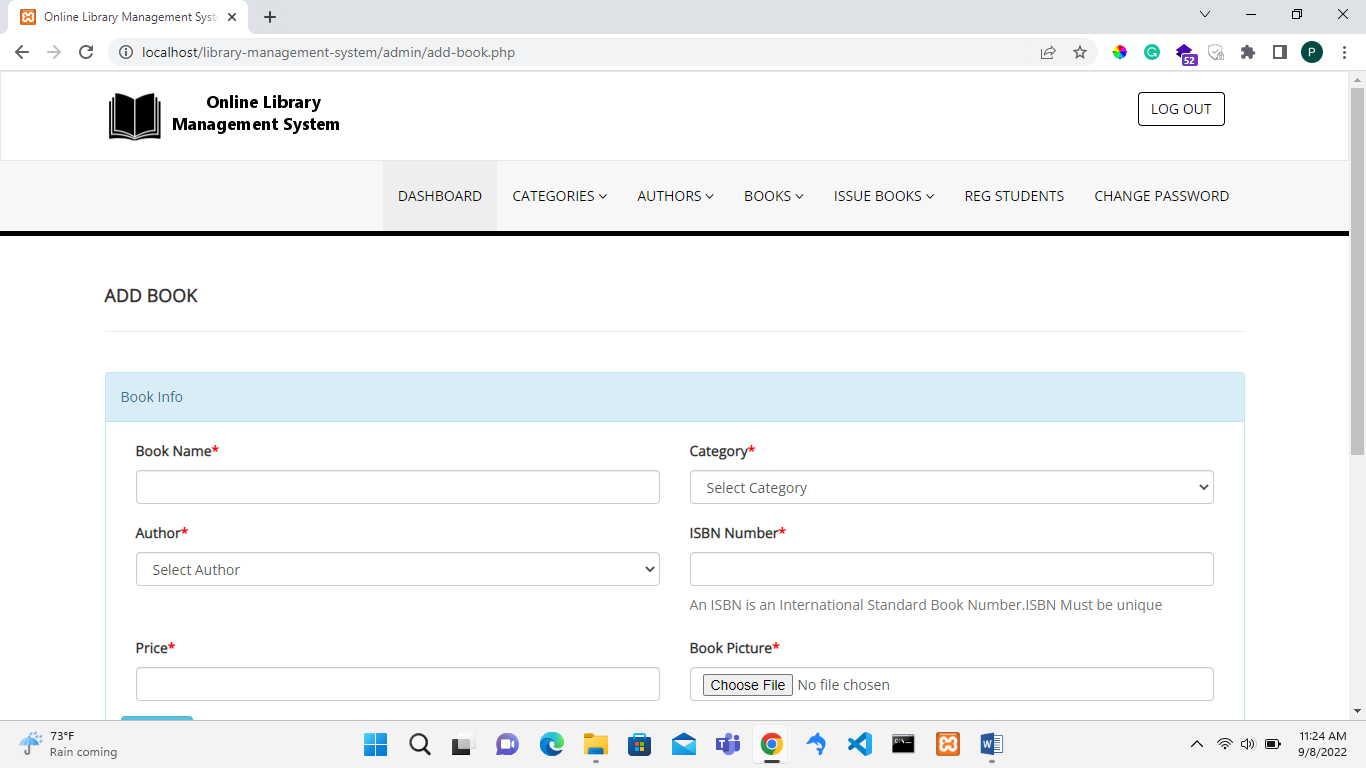 Online Library Management Syst
localhost/library-management-system/admin/add-book.php
52
P
Online Library
Management System
LOG OUT
DASHBOARD CATEGORIES AUTHORS BOOKS ISSUE BOOKS REG STUDENTS CHANGE PASSWORD
ADD BOOK
Book Info
Book Name* Category*
Select Category
Author* ISBN Number*
Select Author
An ISBN is an International Standard Book Number.ISBN Must be unique
Price* Book Picture*
Choose File No file chosen
73°F
Rain coming
11:24 AM
9/8/2022